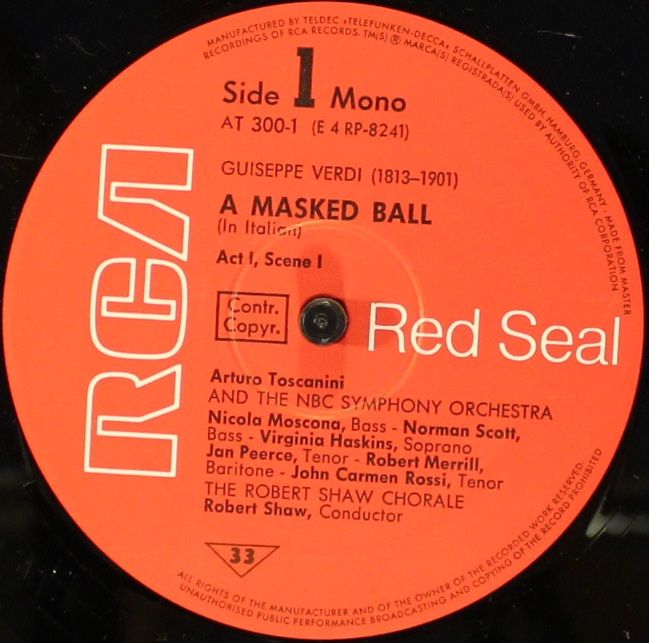 MANUFACTURED BY TELDEC »TELEFUNKEN-DECCA« SCHALLPLATTEN GMBH, HAMBURG, GERMANY · MADE FROM MASTER
RECORDINGS OF RCA RECORDS. TM(S) ® MARCA(S) REGISTRADA(S) USED BY AUTHORITY OF RCA CORPORATION
Side 1 Mono
AT 300-1 (E 4 RP-8241)
GUISEPPE VERDI (1813–1901)
A MASKED BALL
(In Italian)
Act I, Scene I
Contr.
Copyr.
RCA
Red Seal
Arturo Toscanini
AND THE NBC SYMPHONY ORCHESTRA
Nicola Moscona, Bass - Norman Scott,
Bass - Virginia Haskins, Soprano
Jan Peerce, Tenor - Robert Merrill,
Baritone - John Carmen Rossi, Tenor
THE ROBERT SHAW CHORALE
Robert Shaw, Conductor
33
ALL RIGHTS OF THE MANUFACTURER AND OF THE OWNER OF THE RECORDED WORK RESERVED.
UNAUTHORISED PUBLIC PERFORMANCE BROADCASTING AND COPYING OF THE RECORD PROHIBITED